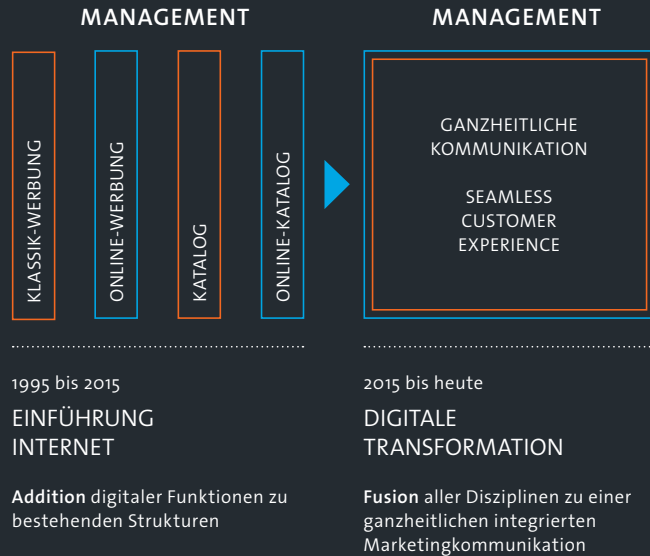 MANAGEMENT
KLASSIK-WERBUNG
ONLINE-WERBUNG
KATALOG
ONLINE-KATALOG
1995 bis 2015
EINFÜHRUNG
INTERNET
Addition digitaler Funktionen zu
bestehenden Strukturen
MANAGEMENT
GANZHEITLICHE
KOMMUNIKATION
SEAMLESS
CUSTOMER
EXPERIENCE
2015 bis heute
DIGITALE
TRANSFORMATION
Fusion aller Disziplinen zu einer
ganzheitlichen integrierten
Marketingkommunikation